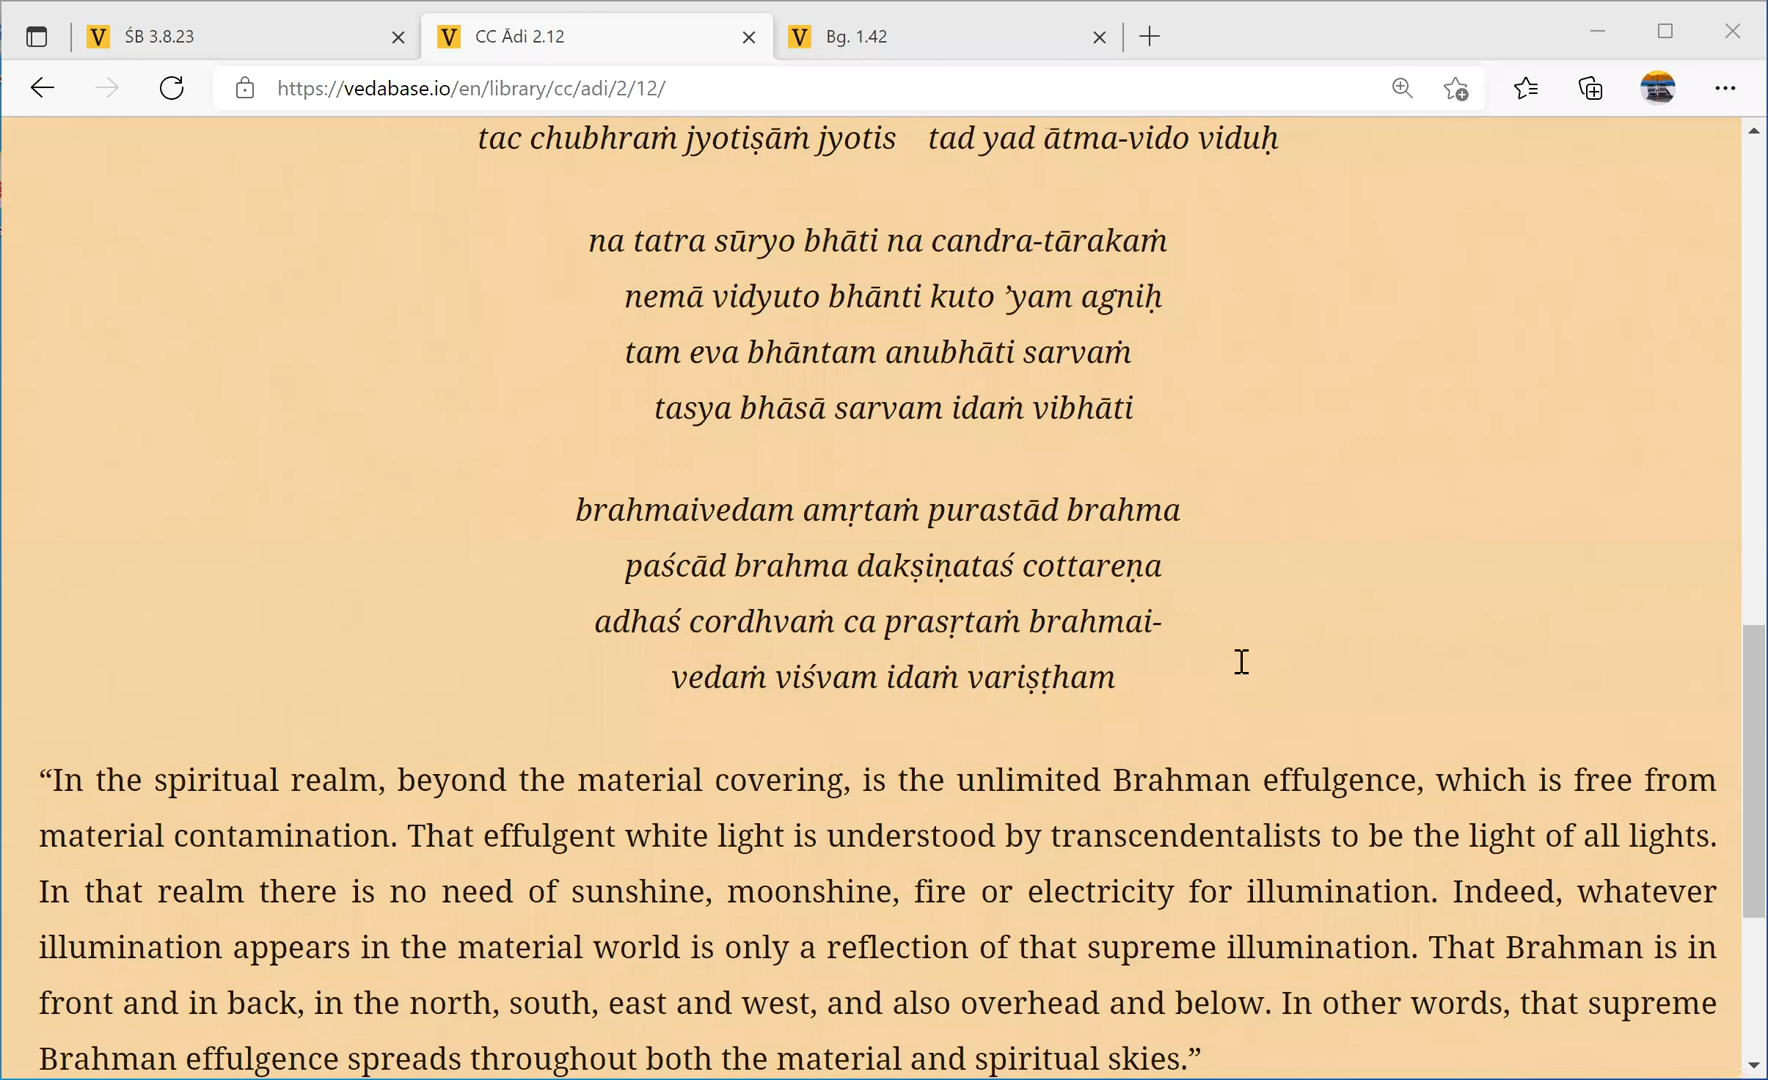 ŚB 3.8.23
CC Ādi 2.12
Bg. 1.42
https://vedabase.io/en/library/cc/adi/2/12/
tac chubhraṁ jyotiṣāṁ jyotis tad yad ātma-vido viduḥ
na tatra sūryo bhāti na candra-tārakaṁ
nemā vidyuto bhānti kuto ’yam agniḥ
tam eva bhāntam anubhāti sarvaṁ
tasya bhāsā sarvam idaṁ vibhāti
brahmaivedam amṛtaṁ purastād brahma
paścād brahma dakṣiṇataś cottareṇa
adhaś cordhvaṁ ca prasṛtaṁ brahmai-
vedaṁ viśvam idaṁ variṣṭham
“In the spiritual realm, beyond the material covering, is the unlimited Brahman effulgence, which is free from
material contamination. That effulgent white light is understood by transcendentalists to be the light of all lights.
In that realm there is no need of sunshine, moonshine, fire or electricity for illumination. Indeed, whatever
illumination appears in the material world is only a reflection of that supreme illumination. That Brahman is in
front and in back, in the north, south, east and west, and also overhead and below. In other words, that supreme
Brahman effulgence spreads throughout both the material and spiritual skies.”